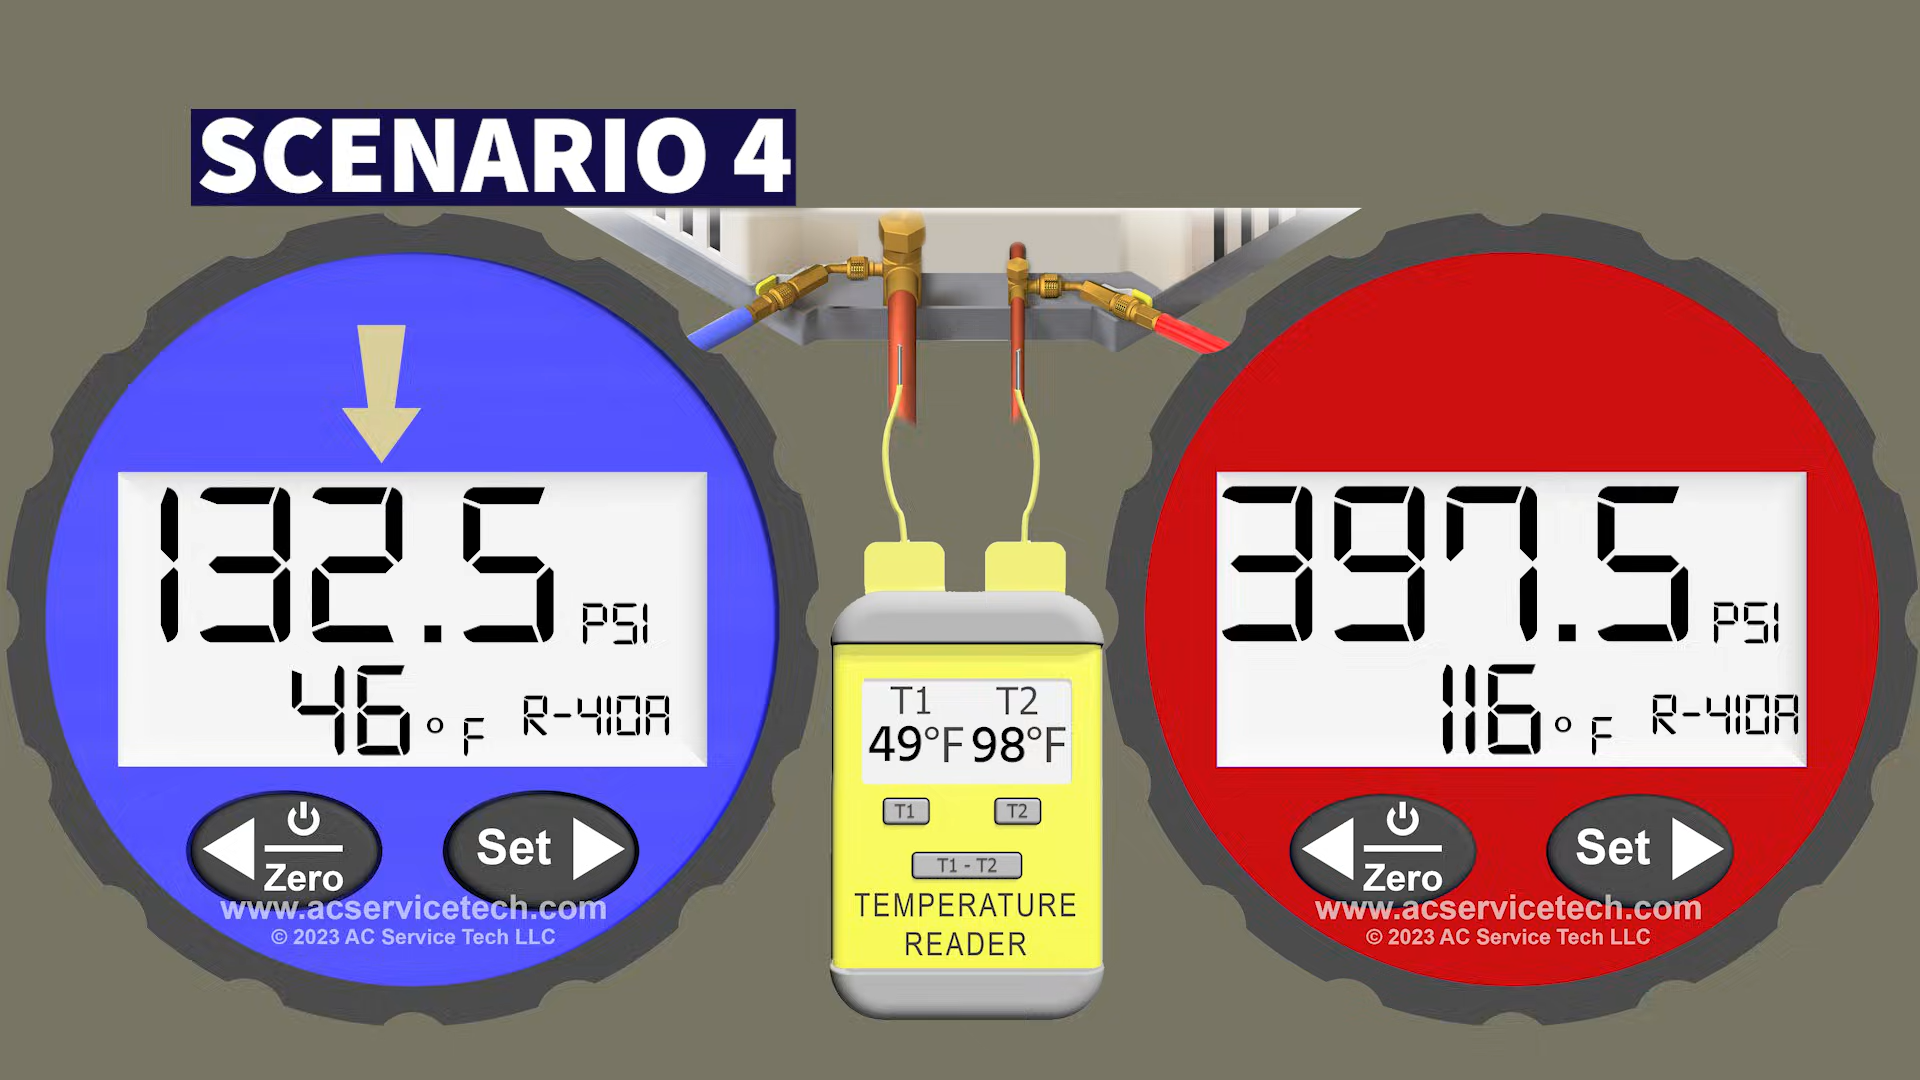 SCENARIO 4
132.5 PSI
46°F R-410A
Zero
Set
www.acservicetech.com
© 2023 AC Service Tech LLC
T1 T2
49°F 98°F
T1 T2
T1 - T2
TEMPERATURE
READER
397.5 PSI
116°F R-410A
Zero
Set
www.acservicetech.com
© 2023 AC Service Tech LLC